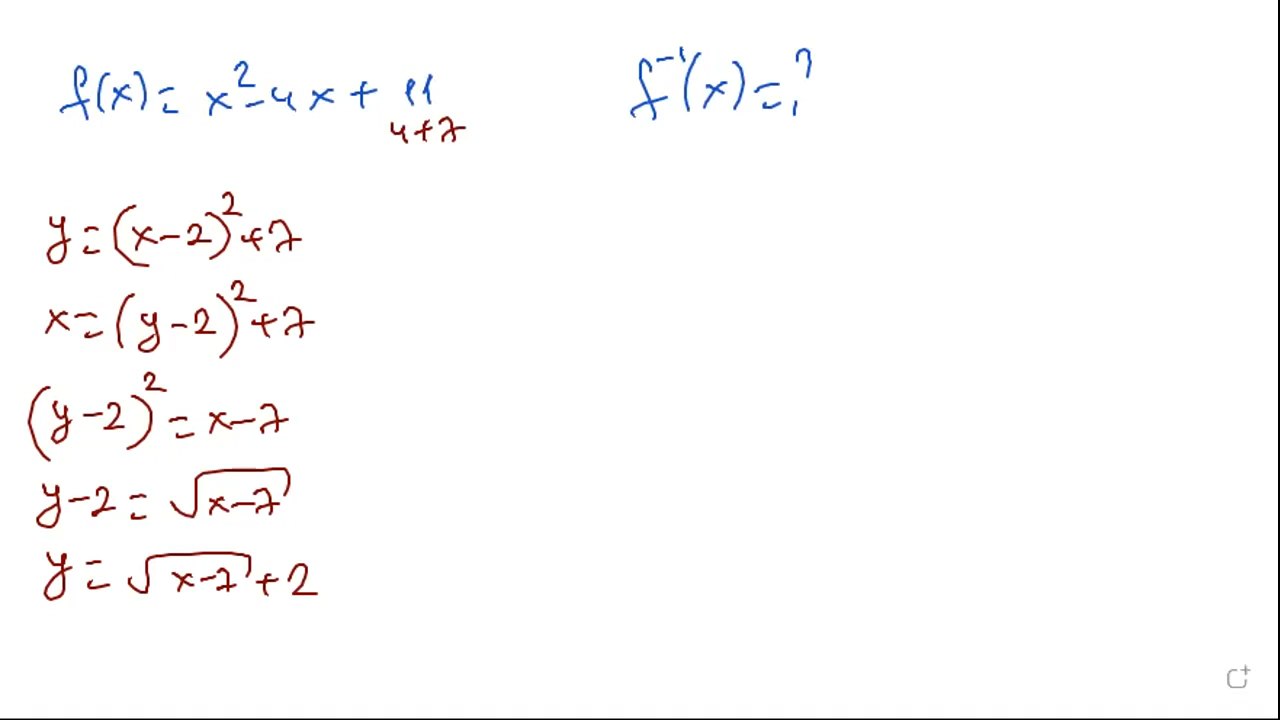 f(x) = x² - 4x + 11
4+7
f⁻¹(x) = ?
y = (x-2)² + 7
x = (y-2)² + 7
(y-2)² = x-7
y-2 = √(x-7)
y = √(x-7) + 2